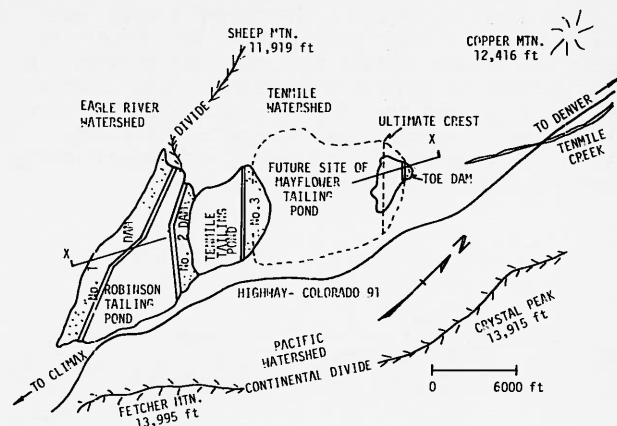 SHEEP MTN.
11,919 ft
COPPER MTN.
12,416 ft
EAGLE RIVER
WATERSHED
DIVIDE
TENMILE
WATERSHED
ULTIMATE CREST
TO DENVER
TENMILE
CREEK
X
FUTURE SITE OF
MAYFLOWER
TAILING
POND
TOE DAM
No. 3
TENMILE
TAILING
POND
No. 2 DAM
No. 1 DAM
X
ROBINSON
TAILING
POND
HIGHWAY- COLORADO 91
N
TO CLIMAX
PACIFIC
WATERSHED
CONTINENTAL DIVIDE
CRYSTAL PEAK
13,915 ft
FETCHER MTN.
13,995 ft
0 6000 ft